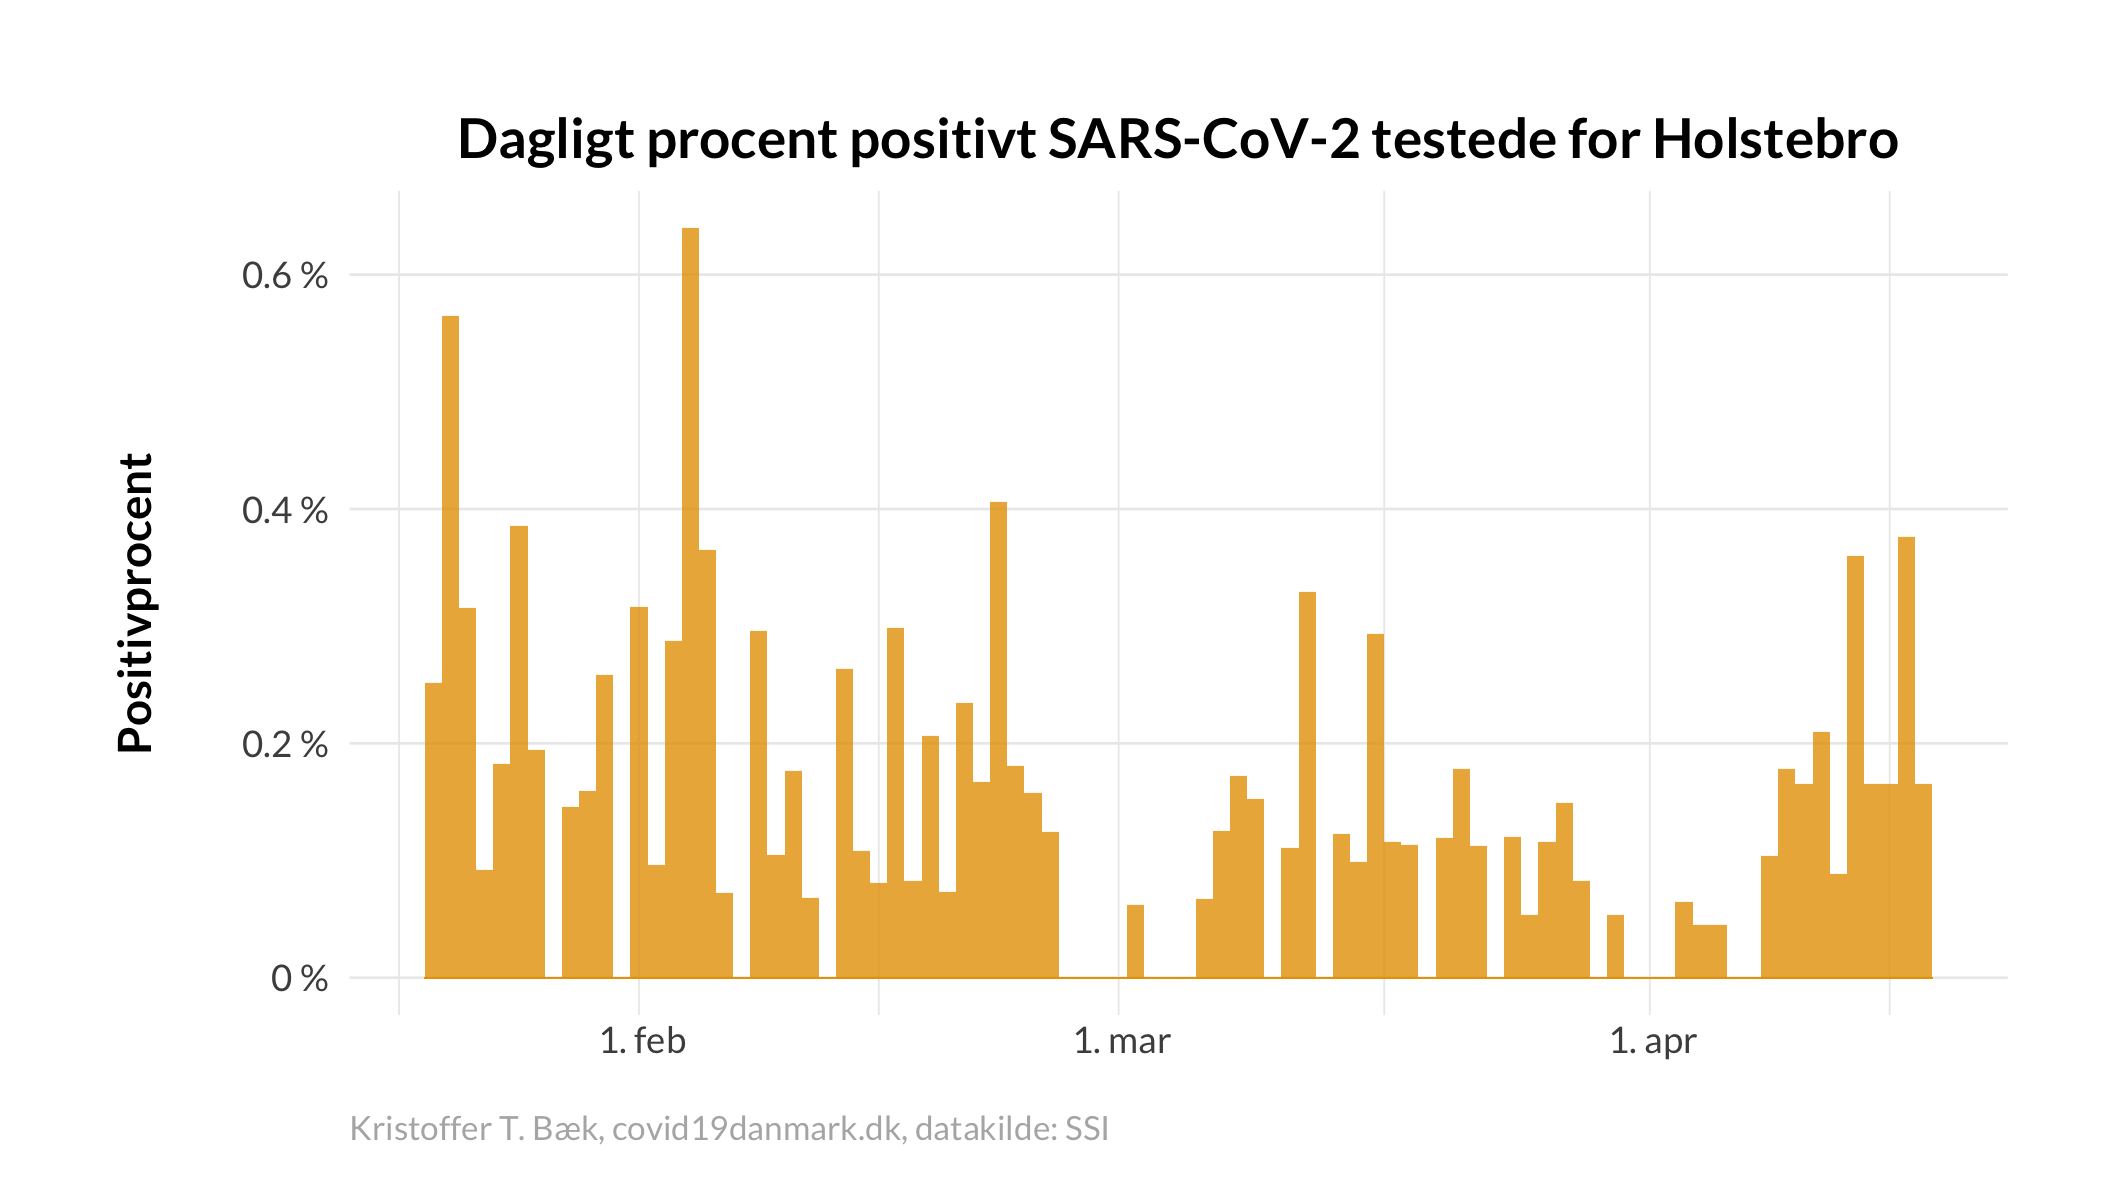 Dagligt procent positivt SARS-CoV-2 testede for Holstebro
Positivprocent
0.6 %
0.4 %
0.2 %
0 %
1. feb
1. mar
1. apr
Kristoffer T. Bæk, covid19danmark.dk, datakilde: SSI